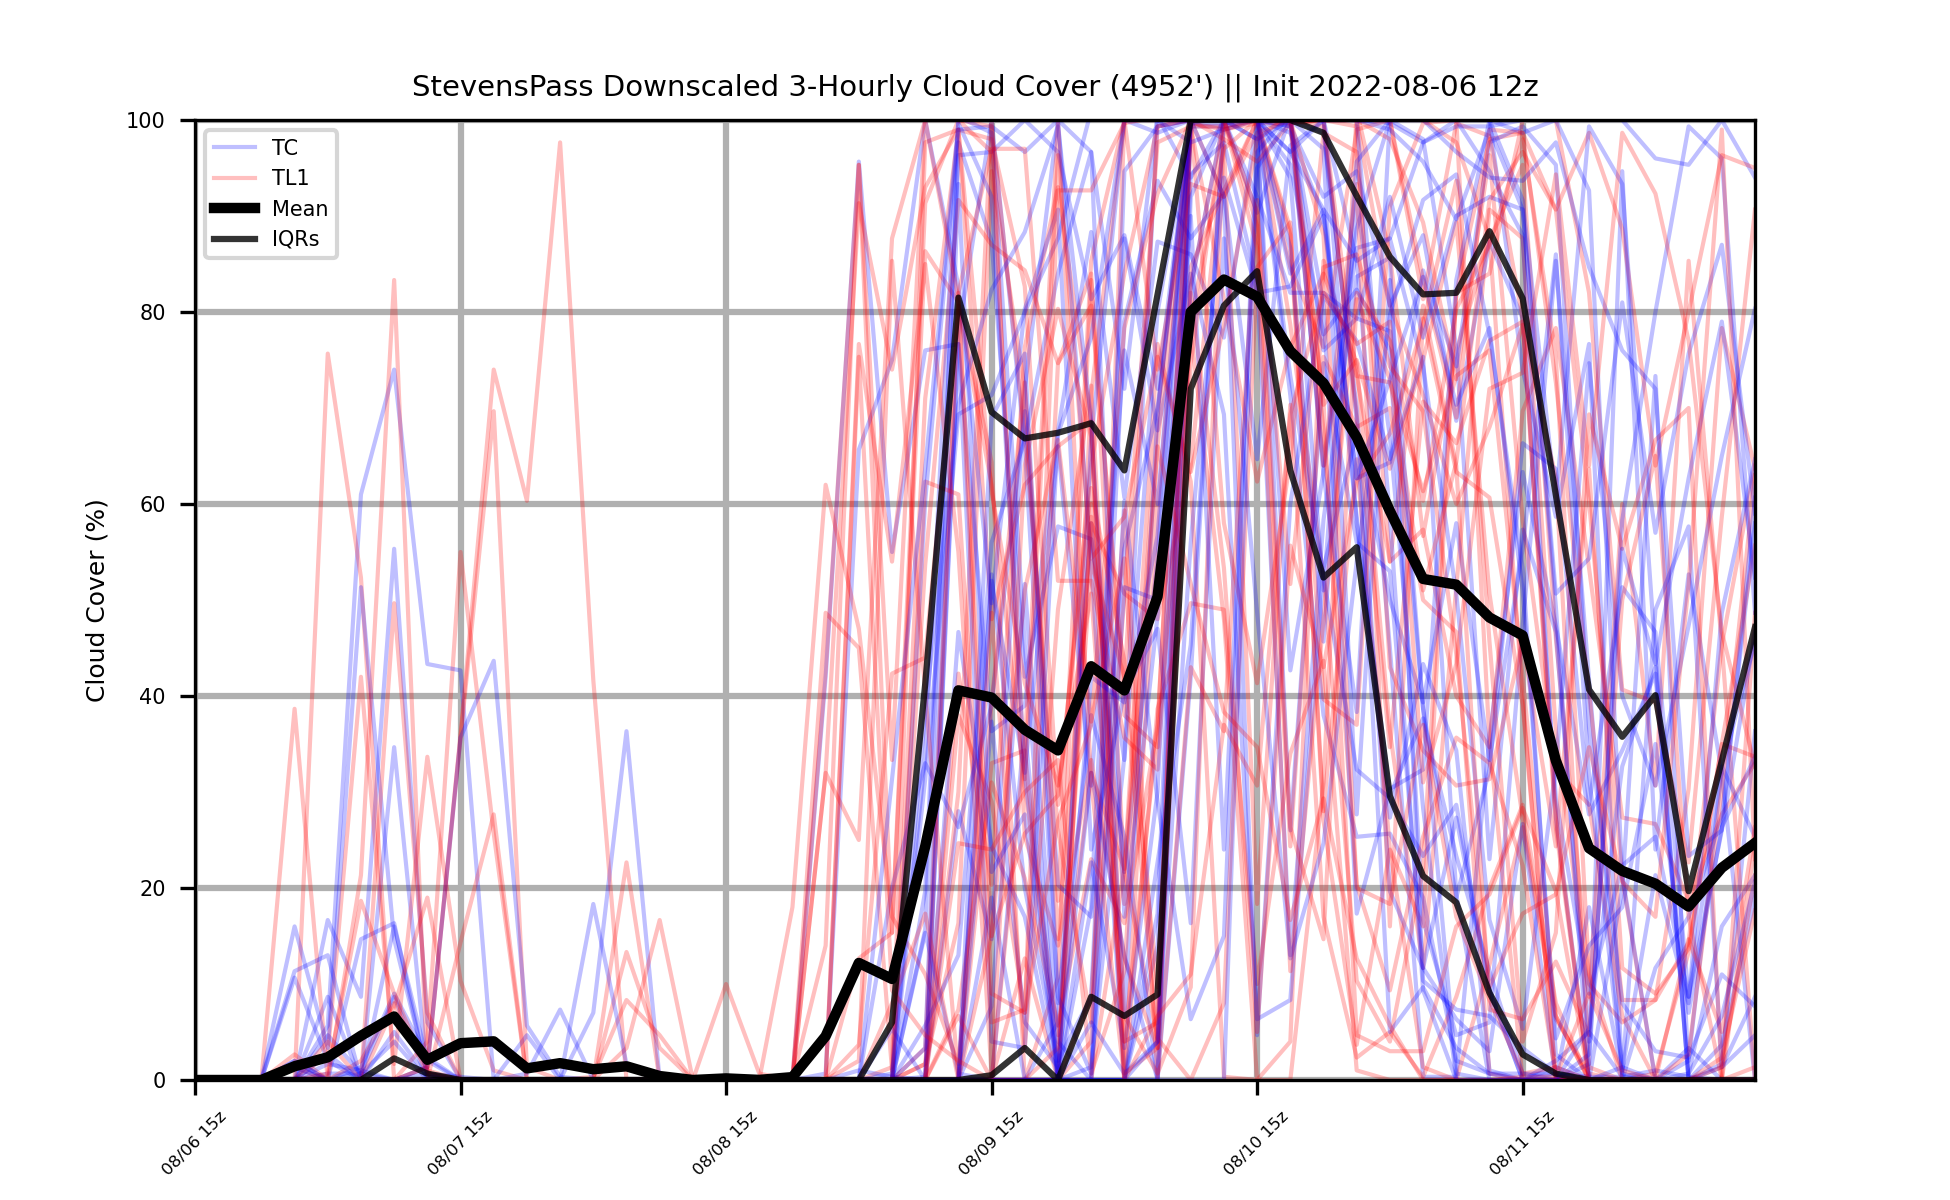 StevensPass Downscaled 3-Hourly Cloud Cover (4952') || Init 2022-08-06 12z
TC
TL1
Mean
IQRs
Cloud Cover (%)
100
80
60
40
20
0
08/06 15z
08/07 15z
08/08 15z
08/09 15z
08/10 15z
08/11 15z